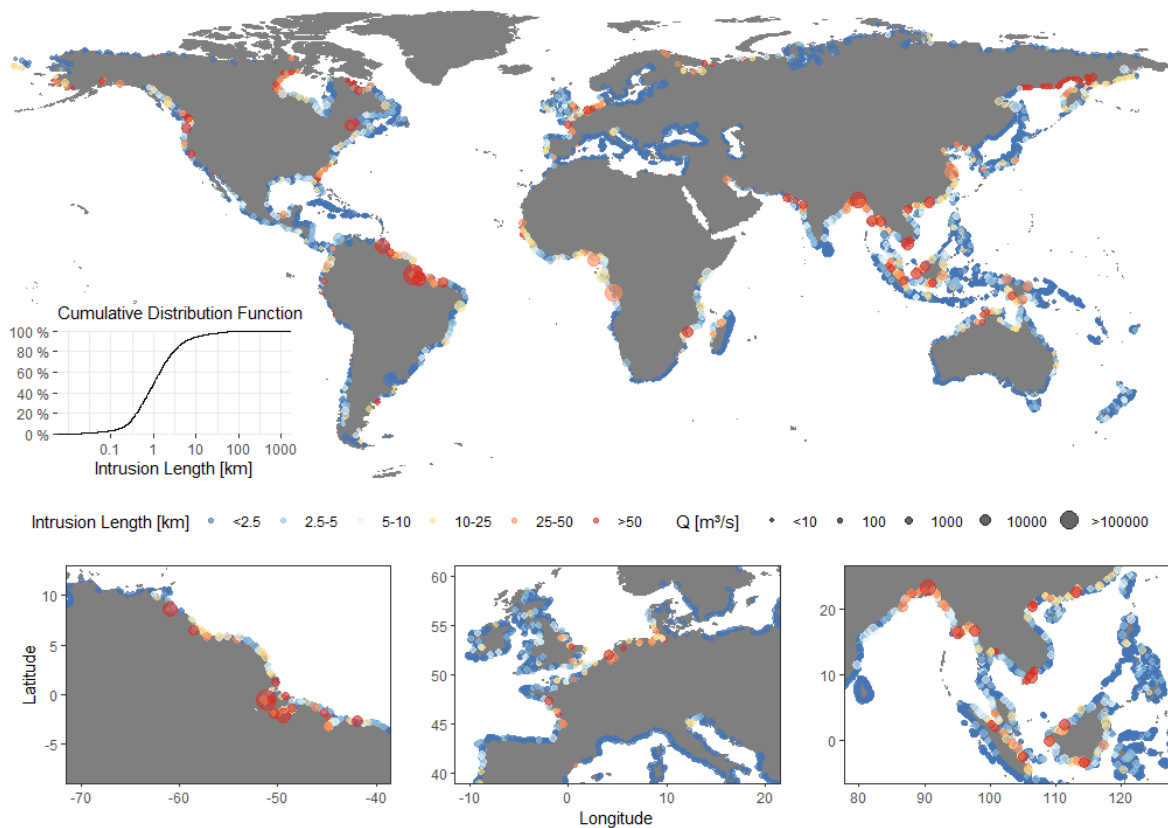 Cumulative Distribution Function
100 %
80 %
60 %
40 %
20 %
0 %
0.1 1 10 100 1000
Intrusion Length [km]
Intrusion Length [km] <2.5 2.5-5 5-10 10-25 25-50 >50 Q [m³/s] <10 100 1000 10000 >100000
Latitude
10
5
0
-5
-70 -60 -50 -40
60
55
50
45
40
-10 0 10 20
Longitude
20
10
0
80 90 100 110 120